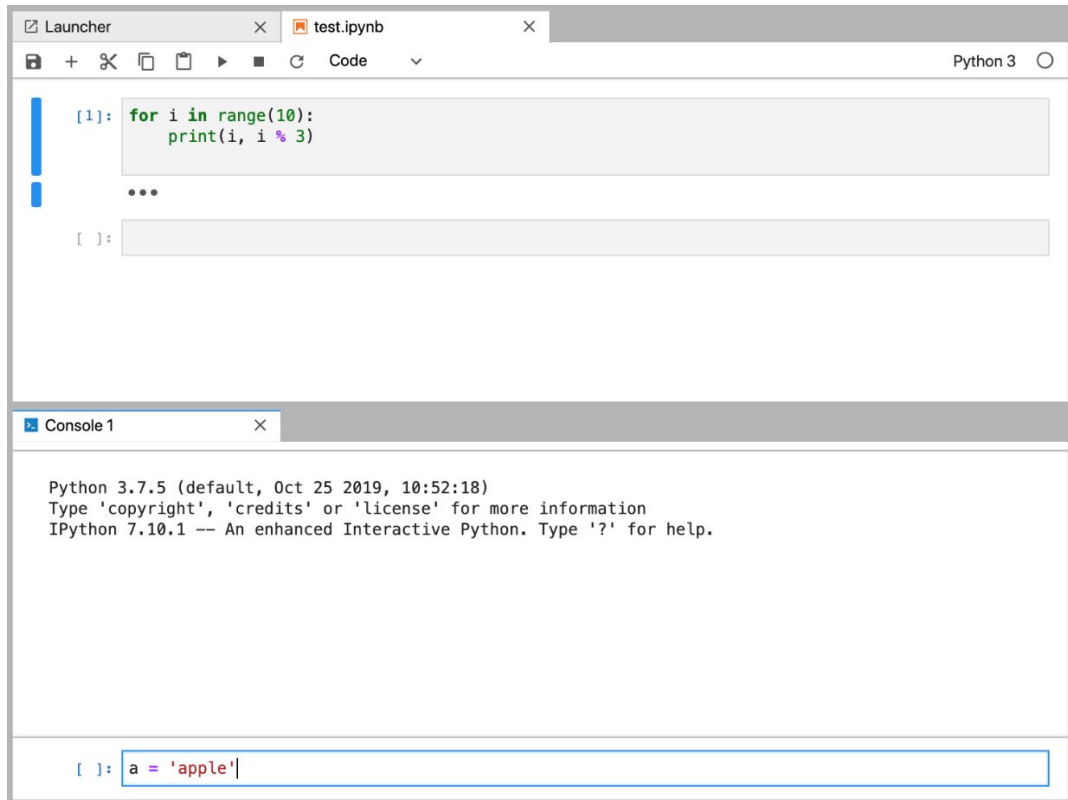 Launcher
test.ipynb
Code
Python 3
[1]: for i in range(10):
    print(i, i % 3)
•••
[ ]:
Console 1
Python 3.7.5 (default, Oct 25 2019, 10:52:18)
Type 'copyright', 'credits' or 'license' for more information
IPython 7.10.1 -- An enhanced Interactive Python. Type '?' for help.
[ ]: a = 'apple'